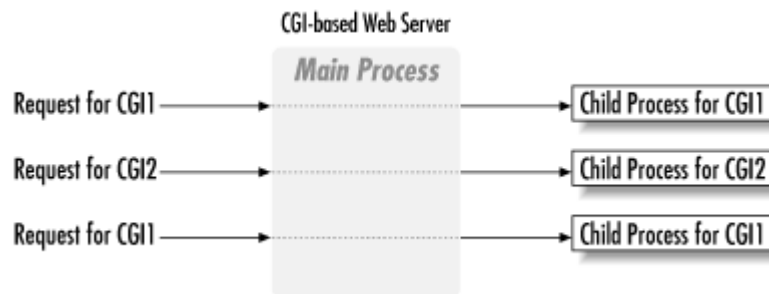 CGI-based Web Server
Main Process
Request for CGI1
Child Process for CGI1
Request for CGI2
Child Process for CGI2
Request for CGI1
Child Process for CGI1